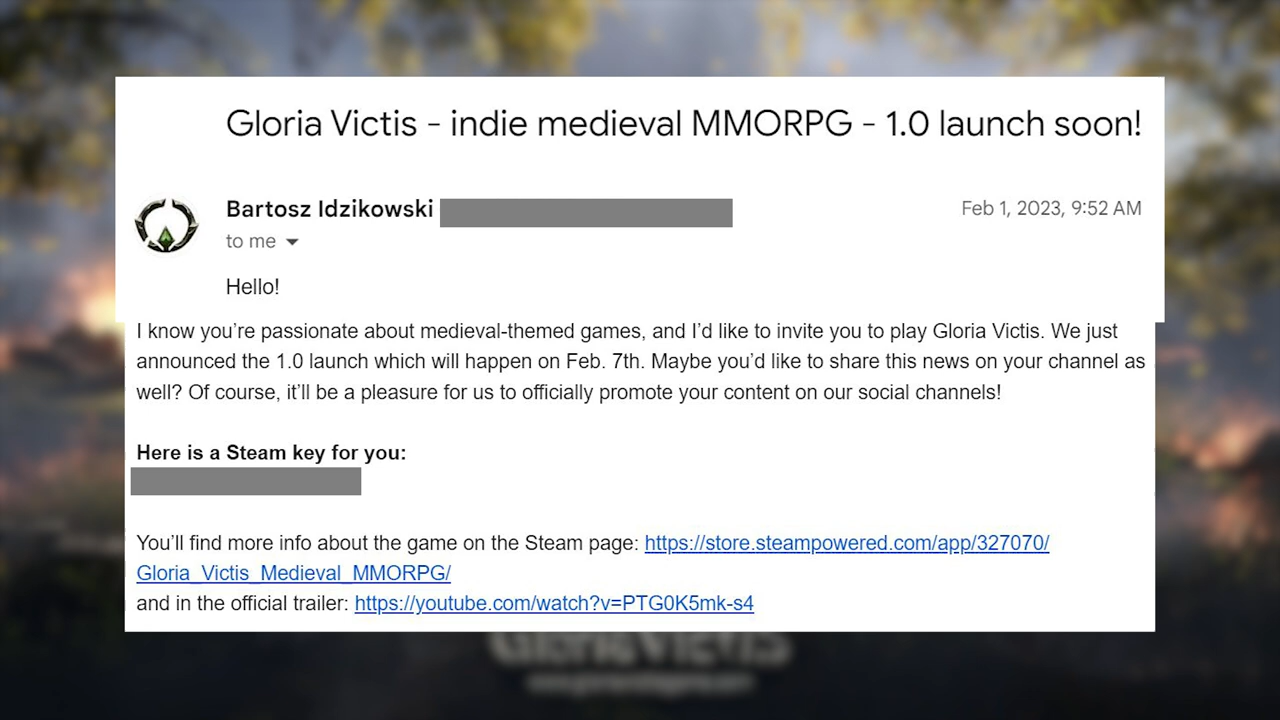 Gloria Victis - indie medieval MMORPG - 1.0 launch soon!
Bartosz Idzikowski
Feb 1, 2023, 9:52 AM
to me
Hello!
I know you’re passionate about medieval-themed games, and I’d like to invite you to play Gloria Victis. We just
announced the 1.0 launch which will happen on Feb. 7th. Maybe you’d like to share this news on your channel as
well? Of course, it’ll be a pleasure for us to officially promote your content on our social channels!
Here is a Steam key for you:
You’ll find more info about the game on the Steam page: https://store.steampowered.com/app/327070/
Gloria_Victis_Medieval_MMORPG/
and in the official trailer: https://youtube.com/watch?v=PTG0K5mk-s4
Gloria Victis